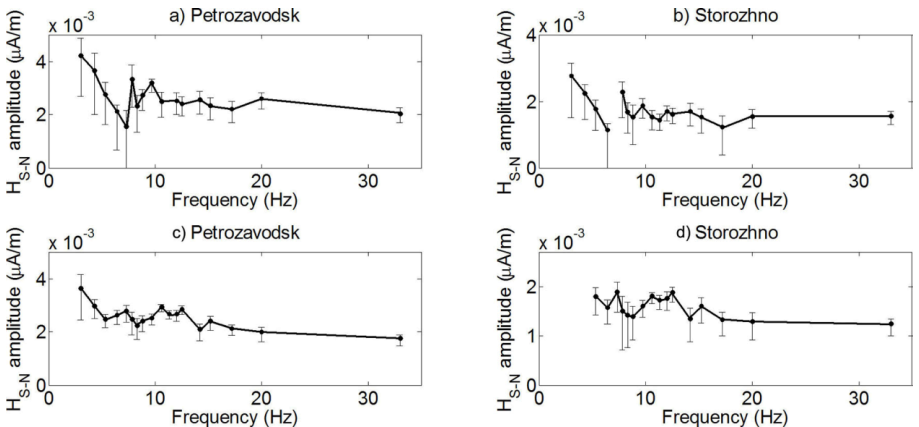 a) Petrozavodsk
x 10⁻³
H_S-N amplitude (μA/m)
4
2
0
0 10 20 30
Frequency (Hz)
b) Storozhno
x 10⁻³
H_S-N amplitude (μA/m)
4
2
0
0 10 20 30
Frequency (Hz)
c) Petrozavodsk
x 10⁻³
H_S-N amplitude (μA/m)
4
2
0
0 10 20 30
Frequency (Hz)
d) Storozhno
x 10⁻³
H_S-N amplitude (μA/m)
2
1
0
0 10 20 30
Frequency (Hz)